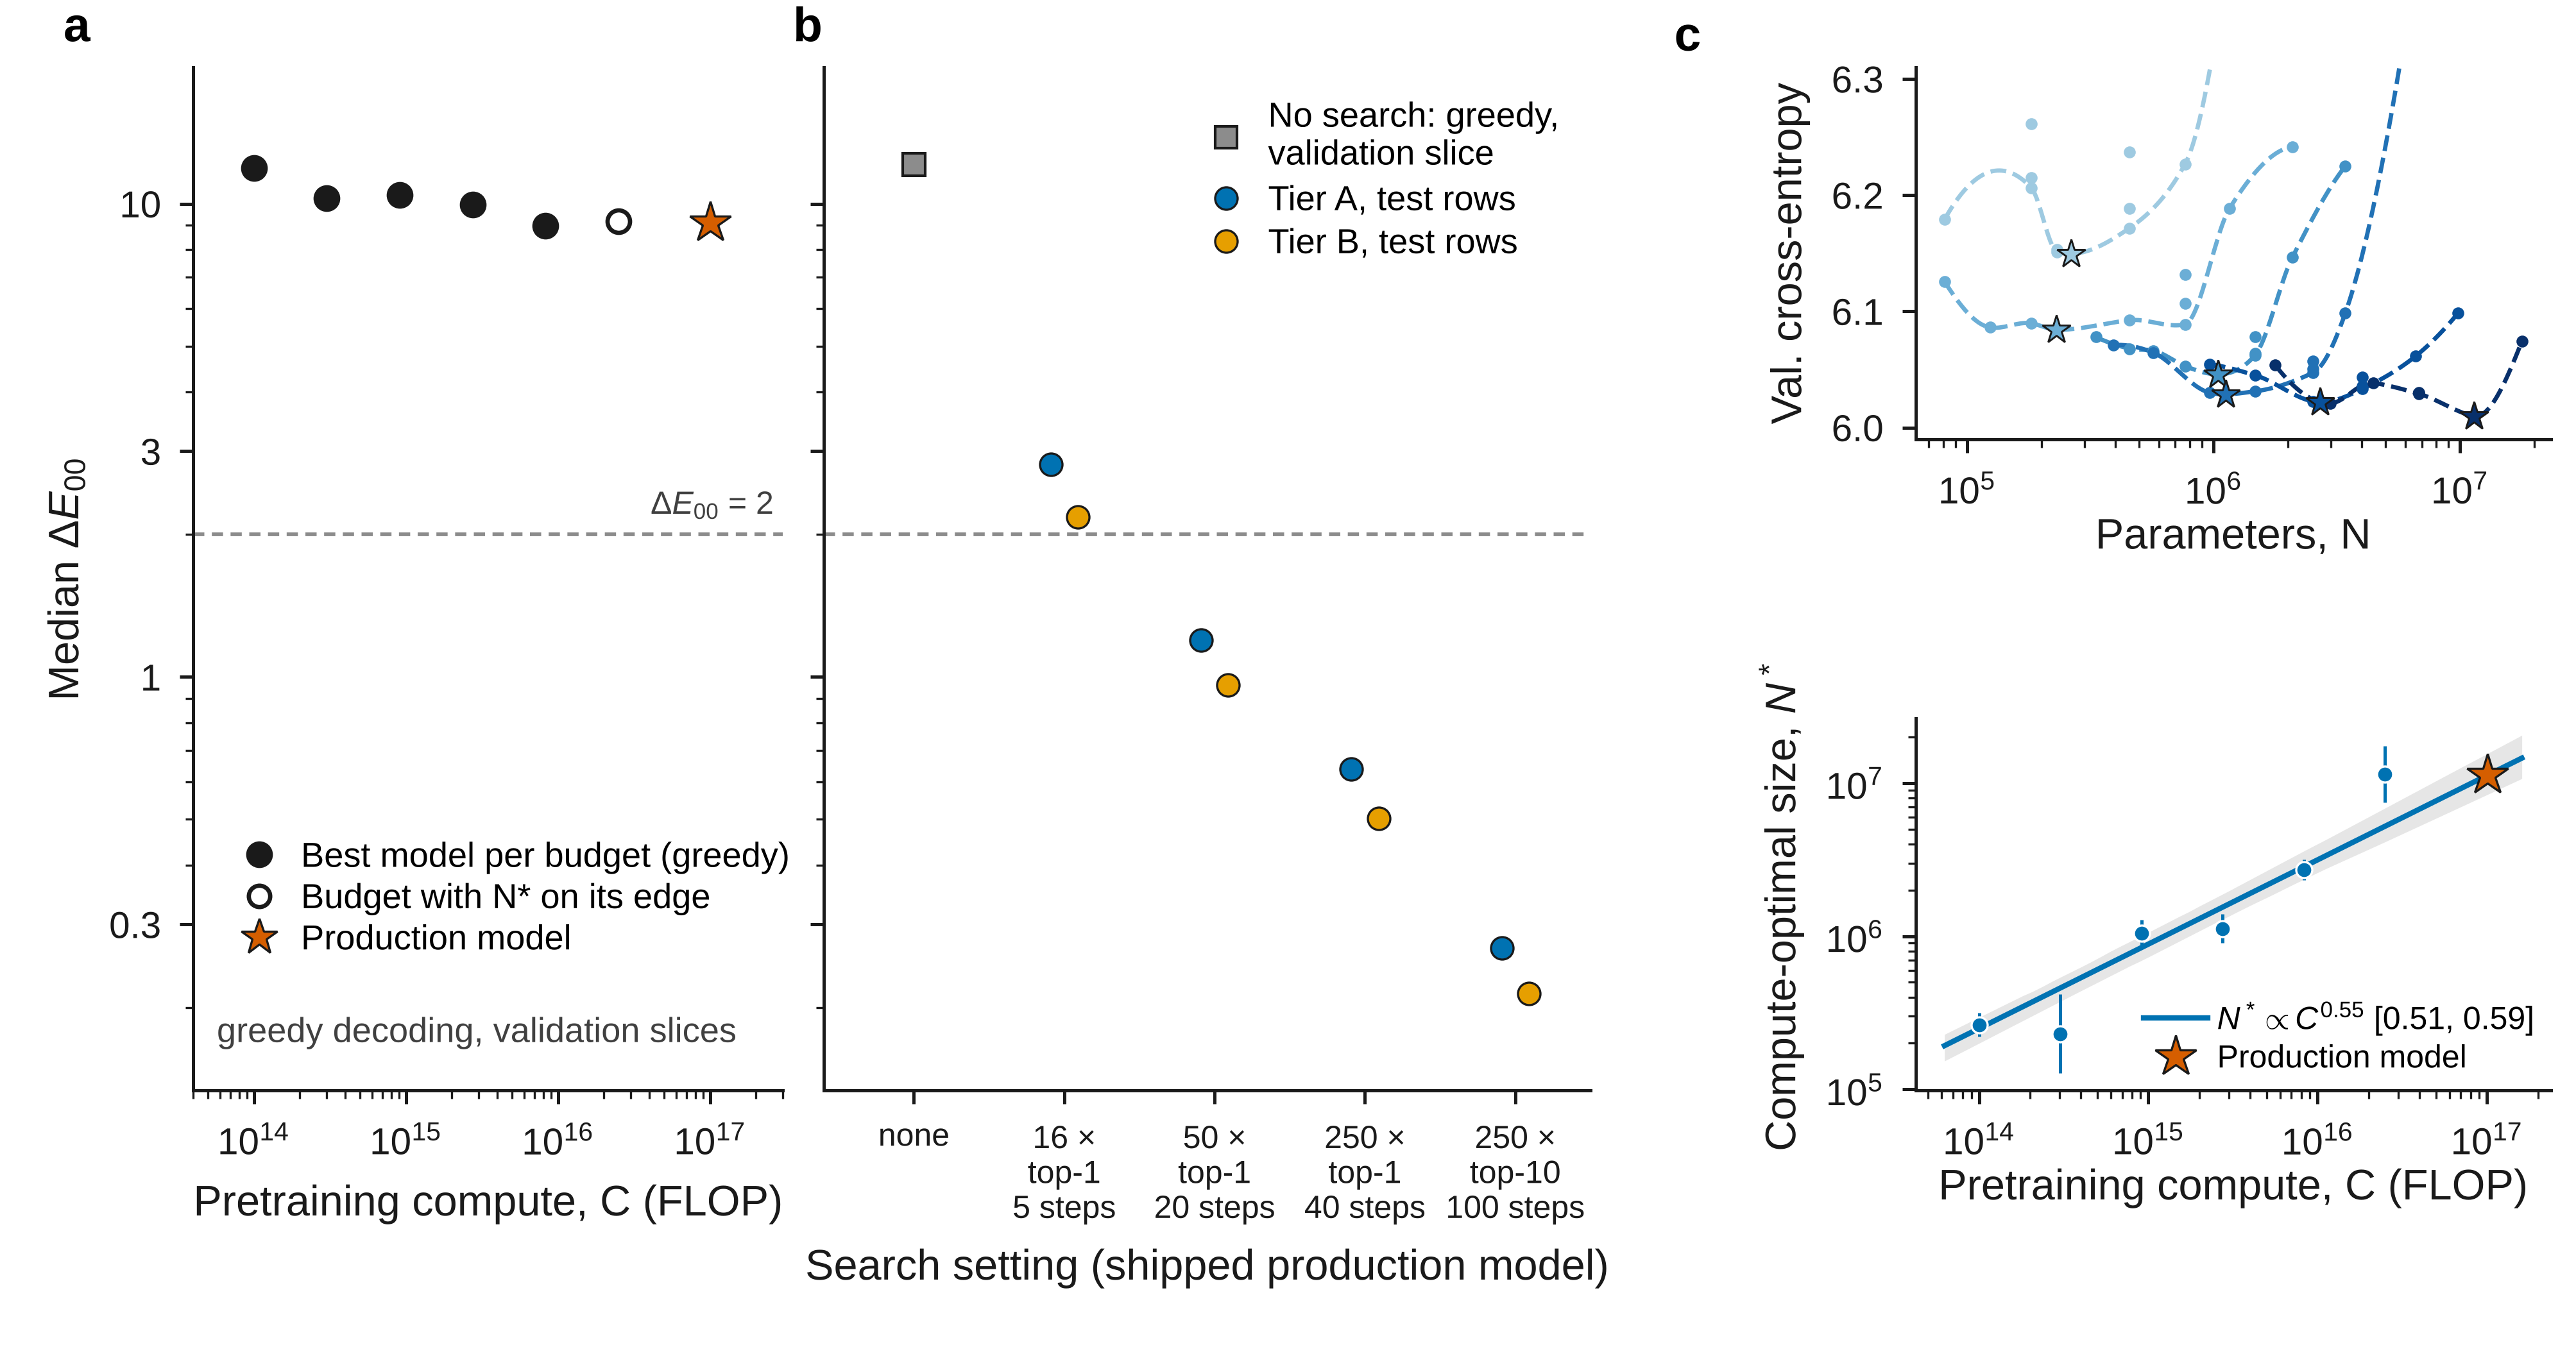 a
Median ΔE00
10
3
1
0.3
ΔE00 = 2
Best model per budget (greedy)
Budget with N* on its edge
Production model
greedy decoding, validation slices
10^14 10^15 10^16 10^17
Pretraining compute, C (FLOP)
b
No search: greedy,
validation slice
Tier A, test rows
Tier B, test rows
none
16 ×
top-1
5 steps
50 ×
top-1
20 steps
250 ×
top-1
40 steps
250 ×
top-10
100 steps
Search setting (shipped production model)
c
Val. cross-entropy
6.3
6.2
6.1
6.0
10^5 10^6 10^7
Parameters, N
Compute-optimal size, N*
10^7
10^6
10^5
N* ∝ C^0.55 [0.51, 0.59]
Production model
10^14 10^15 10^16 10^17
Pretraining compute, C (FLOP)